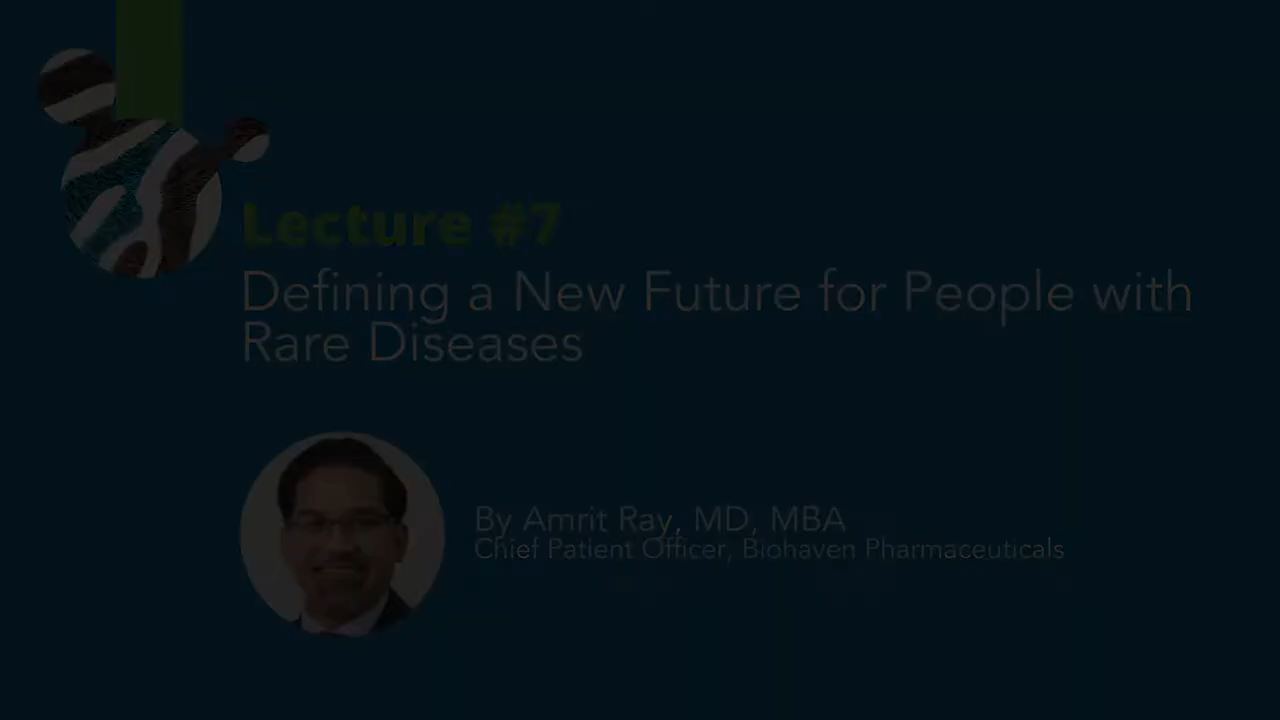 Lecture #7
Defining a New Future for People with
Rare Diseases
By Amrit Ray, MD, MBA
Chief Patient Officer, Biohaven Pharmaceuticals